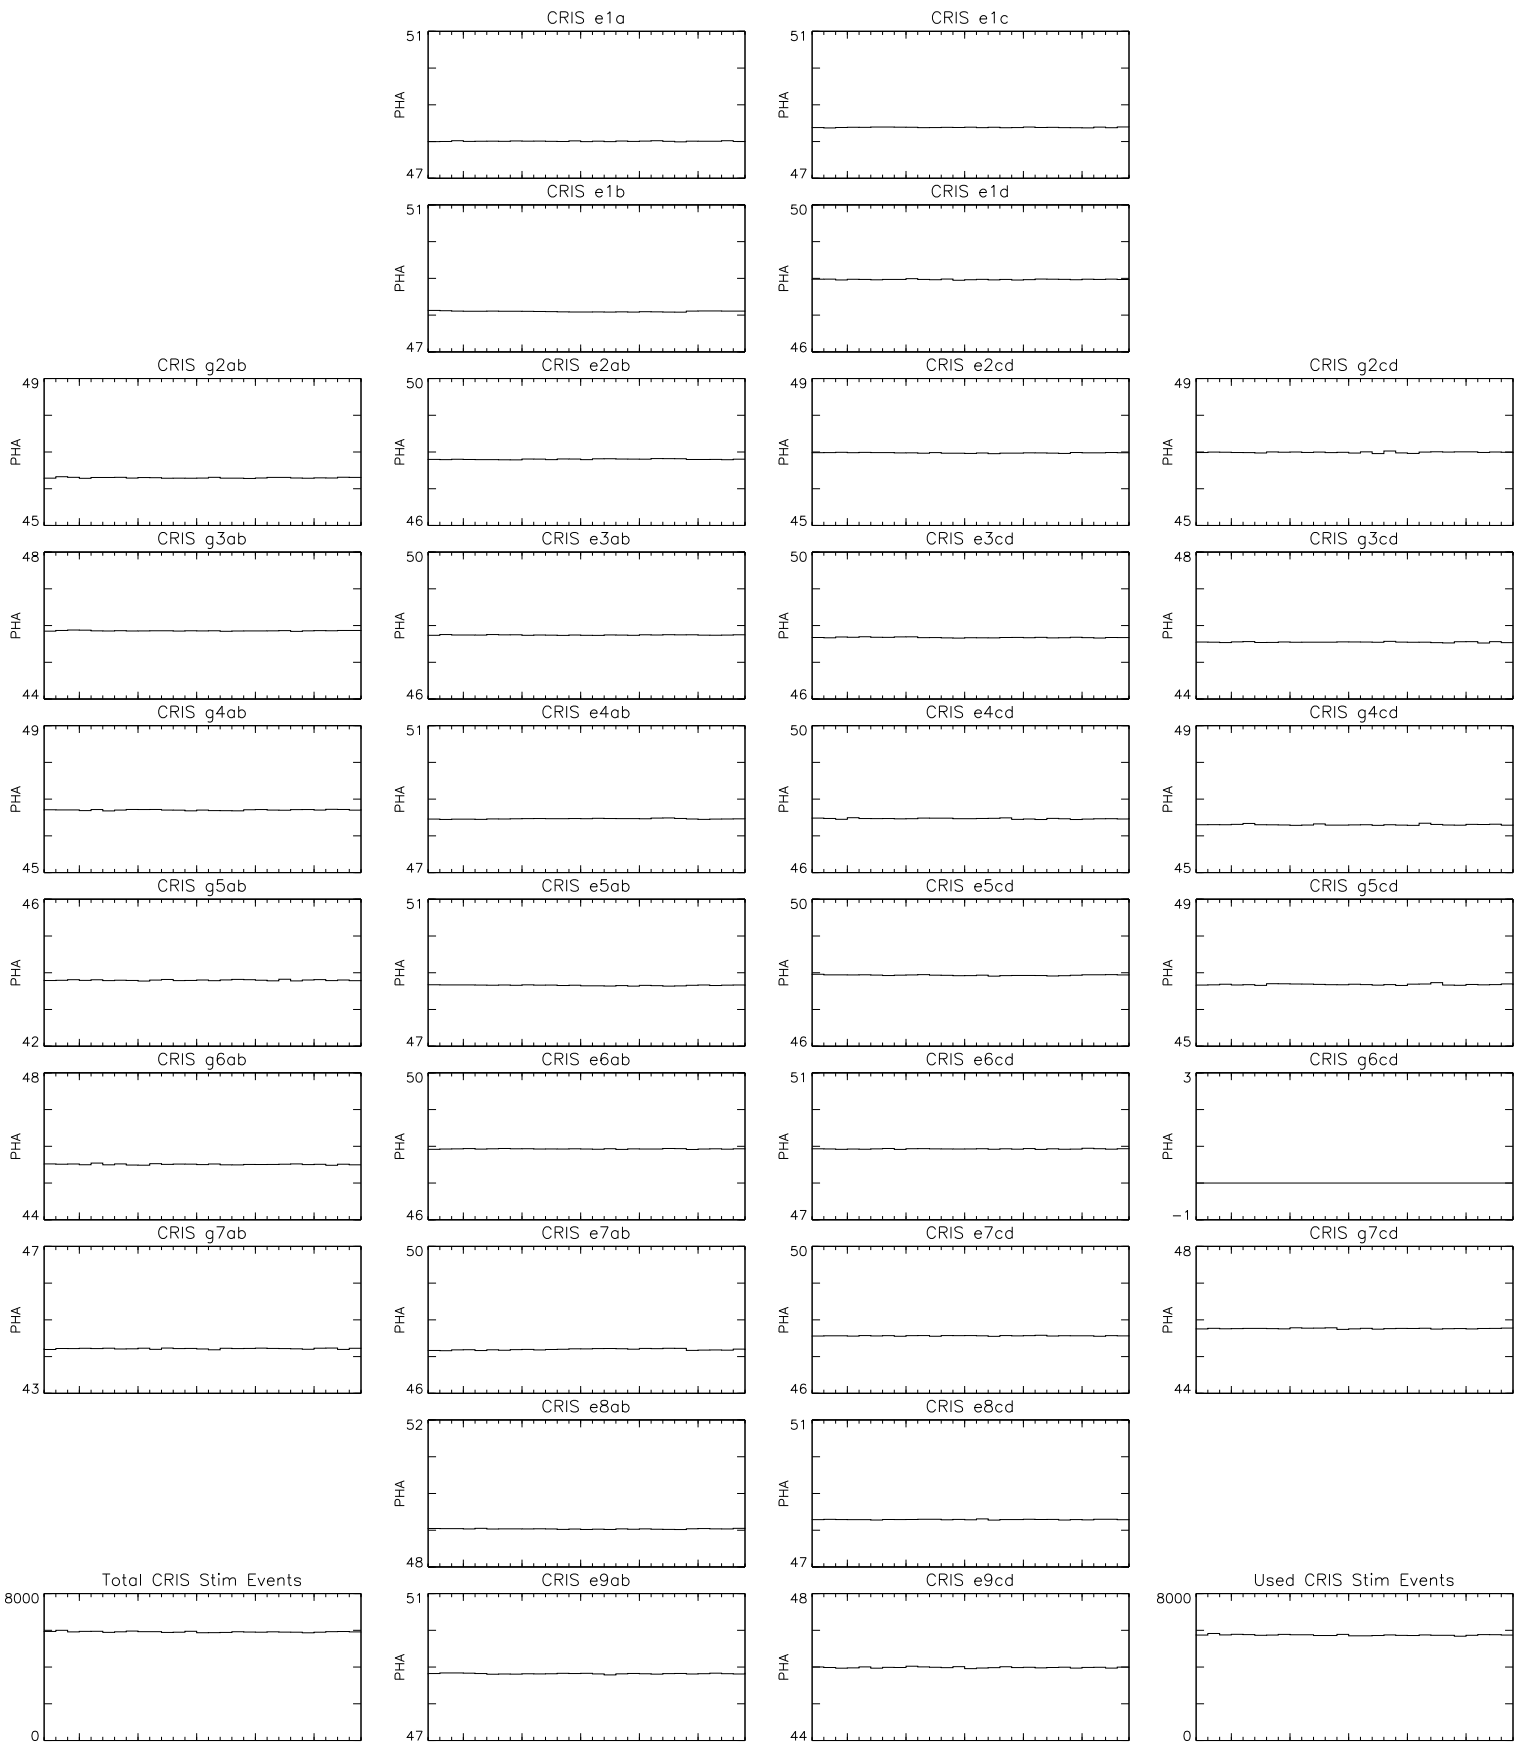 CRIS e1a
CRIS e1c
51
PHA
47
51
PHA
47
CRIS e1b
CRIS e1d
51
PHA
47
50
PHA
46
CRIS g2ab
CRIS e2ab
CRIS e2cd
CRIS g2cd
49
PHA
45
50
PHA
46
49
PHA
45
49
PHA
45
CRIS g3ab
CRIS e3ab
CRIS e3cd
CRIS g3cd
48
PHA
44
50
PHA
46
50
PHA
46
48
PHA
44
CRIS g4ab
CRIS e4ab
CRIS e4cd
CRIS g4cd
49
PHA
45
51
PHA
47
50
PHA
46
49
PHA
45
CRIS g5ab
CRIS e5ab
CRIS e5cd
CRIS g5cd
46
PHA
42
51
PHA
47
50
PHA
46
49
PHA
45
CRIS g6ab
CRIS e6ab
CRIS e6cd
CRIS g6cd
48
PHA
44
50
PHA
46
51
PHA
47
3
PHA
-1
CRIS g7ab
CRIS e7ab
CRIS e7cd
CRIS g7cd
47
PHA
43
50
PHA
46
50
PHA
46
48
PHA
44
CRIS e8ab
CRIS e8cd
52
PHA
48
51
PHA
47
Total CRIS Stim Events
CRIS e9ab
CRIS e9cd
Used CRIS Stim Events
8000
0
51
PHA
47
48
PHA
44
8000
0